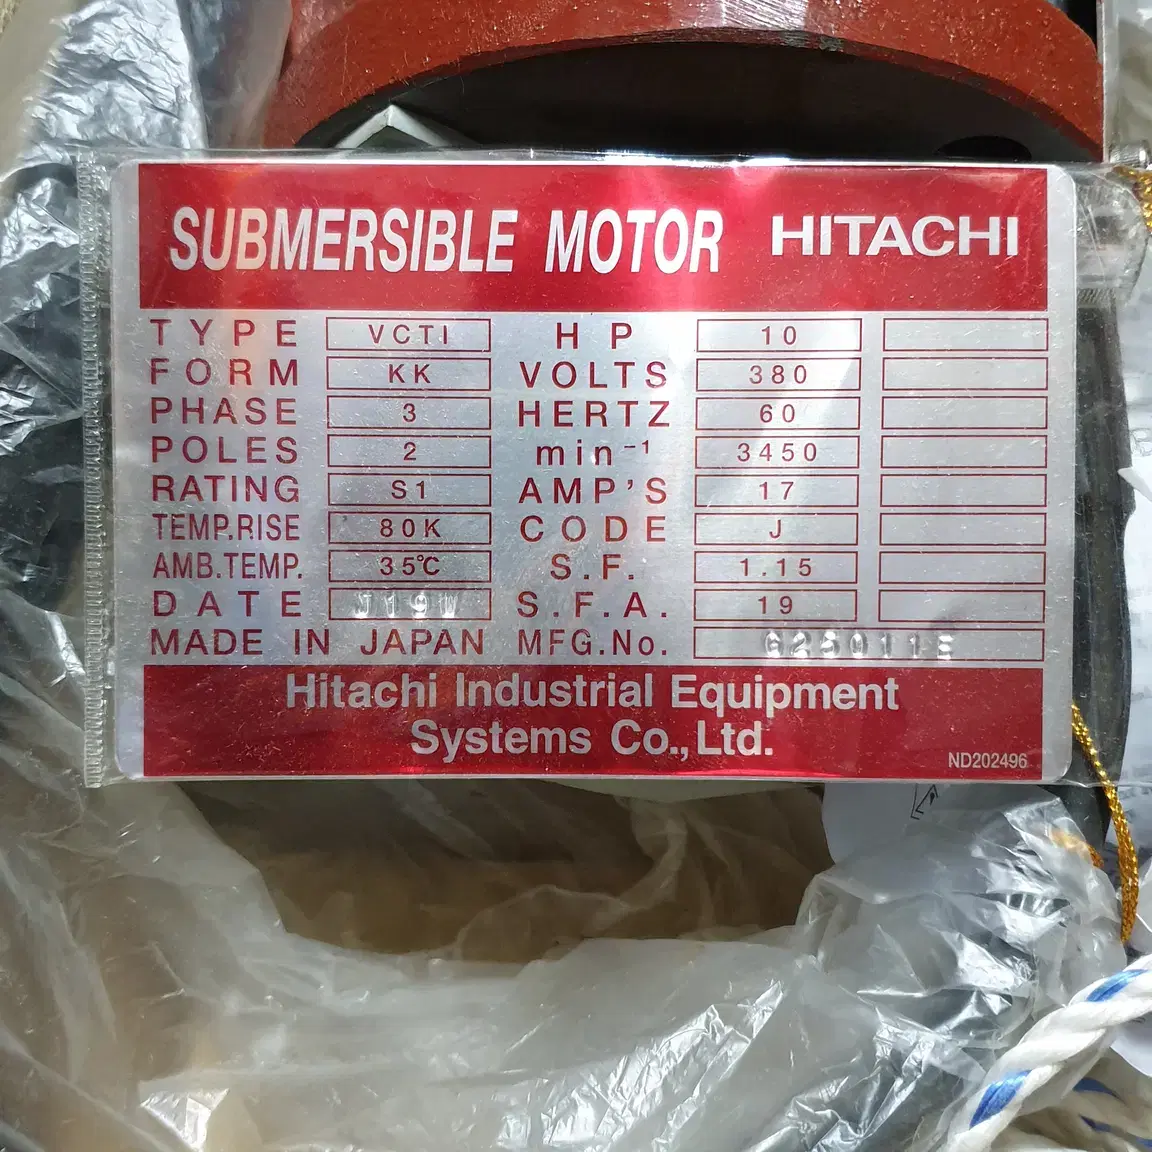 SUBMERSIBLE MOTOR HITACHI
TYPE VCTI HP 10
FORM KK VOLTS 380
PHASE 3 HERTZ 60
POLES 2 min⁻¹ 3450
RATING S1 AMP'S 17
TEMP.RISE 80K CODE J
AMB.TEMP. 35℃ S.F. 1.15
DATE J19W S.F.A. 19
MADE IN JAPAN MFG.No.
Hitachi Industrial Equipment
Systems Co.,Ltd.
ND202496